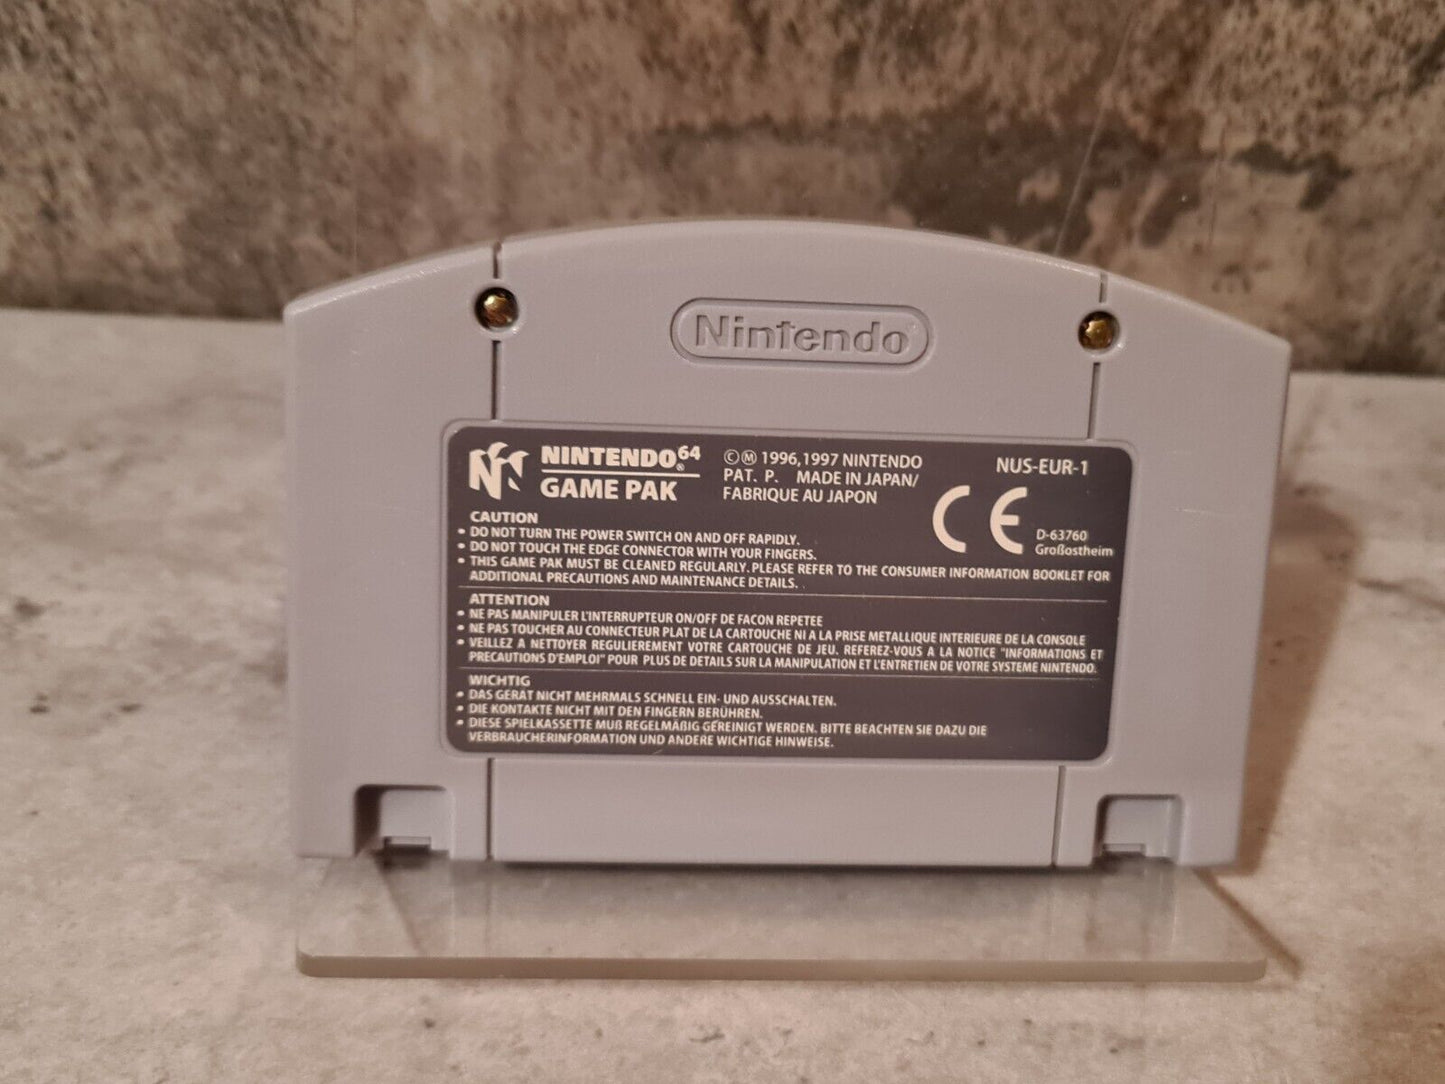 Nintendo
NINTENDO 64®
GAME PAK
©Ⓜ 1996,1997 NINTENDO
PAT. P. MADE IN JAPAN/
FABRIQUE AU JAPON
NUS-EUR-1
CE
D-63760
Großostheim
CAUTION
• DO NOT TURN THE POWER SWITCH ON AND OFF RAPIDLY.
• DO NOT TOUCH THE EDGE CONNECTOR WITH YOUR FINGERS.
• THIS GAME PAK MUST BE CLEANED REGULARLY. PLEASE REFER TO THE CONSUMER INFORMATION BOOKLET FOR
ADDITIONAL PRECAUTIONS AND MAINTENANCE DETAILS.
ATTENTION
• NE PAS MANIPULER L'INTERRUPTEUR ON/OFF DE FACON REPETEE
• NE PAS TOUCHER AU CONNECTEUR PLAT DE LA CARTOUCHE NI A LA PRISE METALLIQUE INTERIEURE DE LA CONSOLE
• VEILLEZ A NETTOYER REGULIEREMENT VOTRE CARTOUCHE DE JEU. REFEREZ-VOUS A LA NOTICE "INFORMATIONS ET
PRECAUTIONS D'EMPLOI" POUR PLUS DE DETAILS SUR LA MANIPULATION ET L'ENTRETIEN DE VOTRE SYSTEME NINTENDO.
WICHTIG
• DAS GERÄT NICHT MEHRMALS SCHNELL EIN- UND AUSSCHALTEN.
• DIE KONTAKTE NICHT MIT DEN FINGERN BERÜHREN.
• DIESE SPIELKASSETTE MUß REGELMÄßIG GEREINIGT WERDEN. BITTE BEACHTEN SIE DAZU DIE
VERBRAUCHERINFORMATION UND ANDERE WICHTIGE HINWEISE.